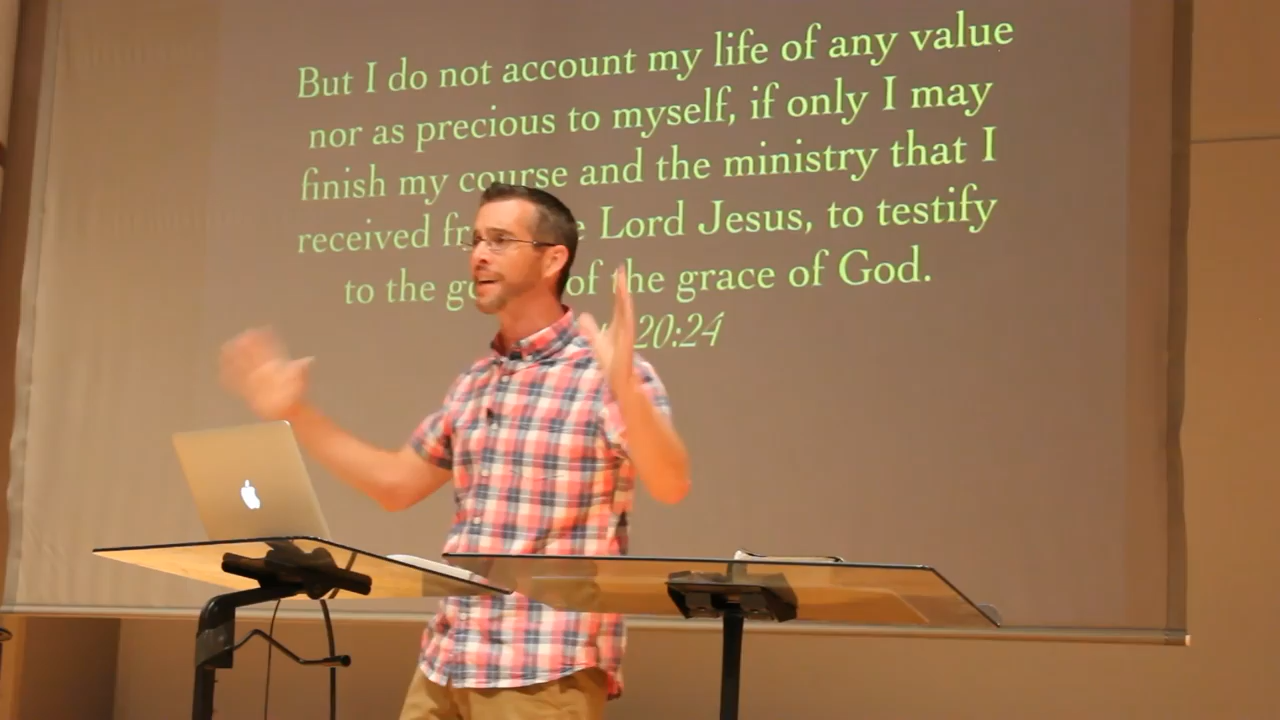 But I do not account my life of any value
nor as precious to myself, if only I may
finish my course and the ministry that I
received Lord Jesus, to testify
to the of the grace of God.
20:24